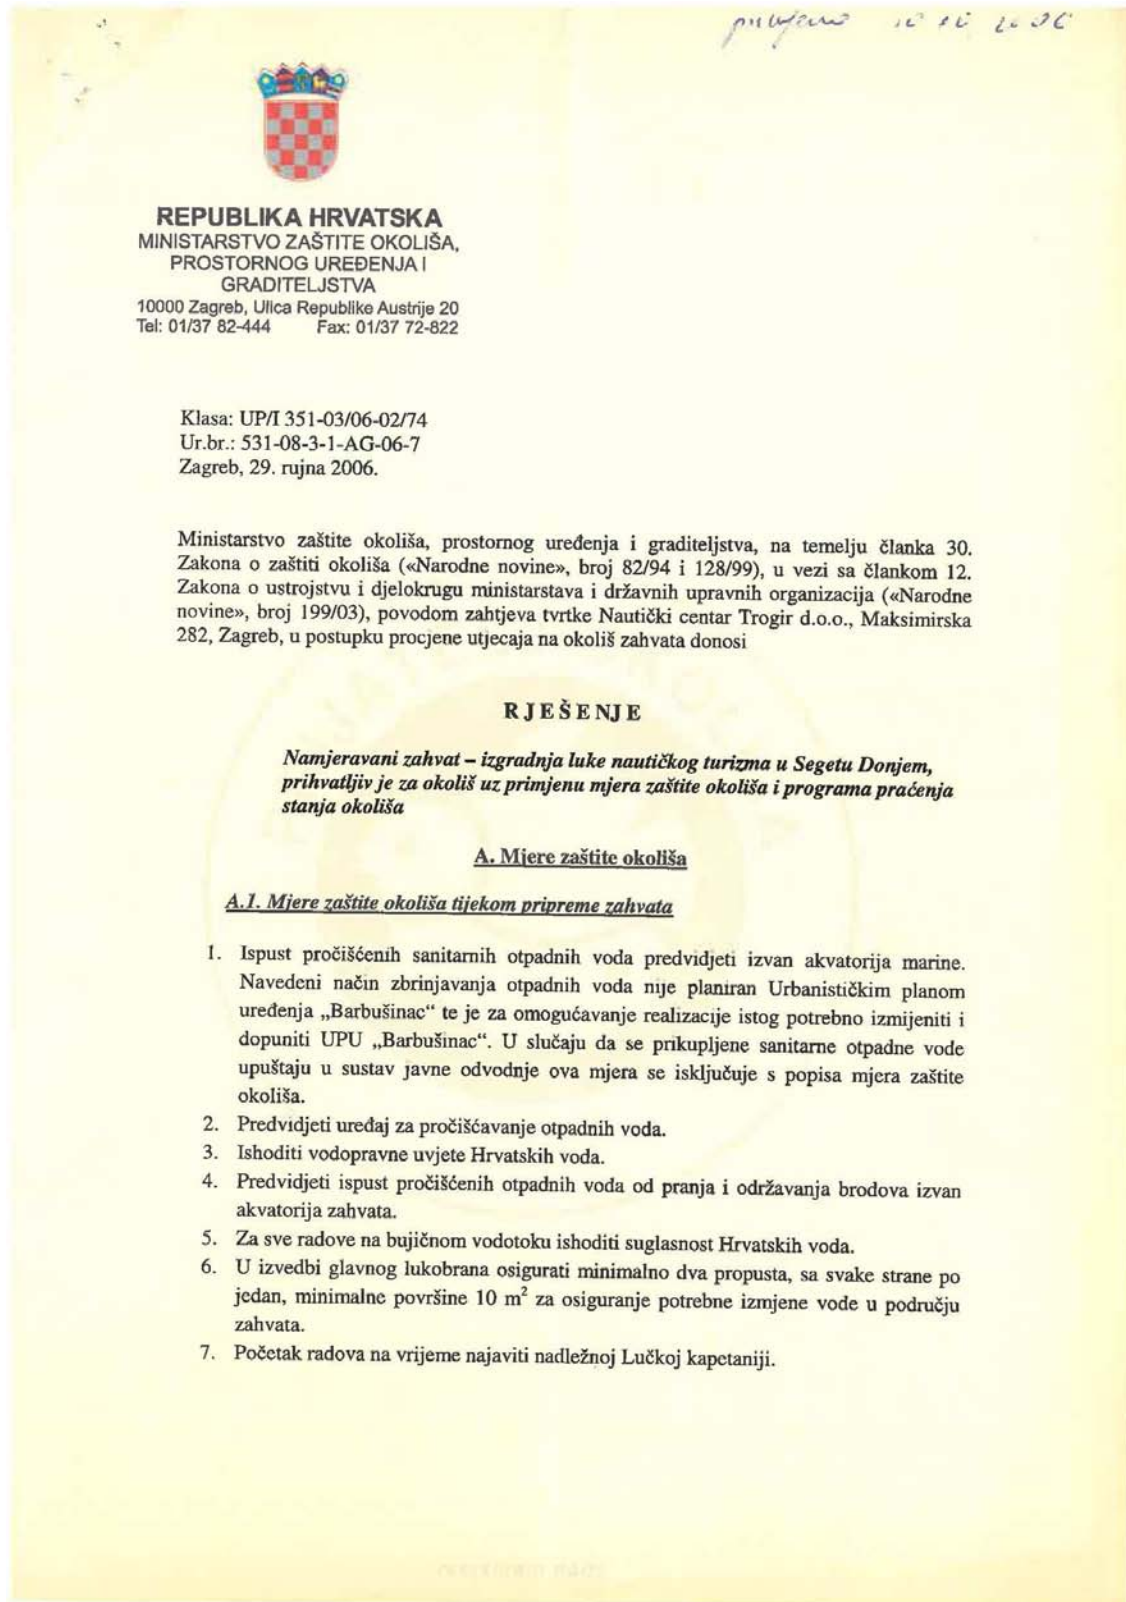 REPUBLIKA HRVATSKA
MINISTARSTVO ZAŠTITE OKOLIŠA,
PROSTORNOG UREĐENJA I
GRADITELJSTVA
10000 Zagreb, Ulica Republike Austrije 20
Tel: 01/37 82-444 Fax: 01/37 72-822
Klasa: UP/I 351-03/06-02/74
Ur.br.: 531-08-3-1-AG-06-7
Zagreb, 29. rujna 2006.
Ministarstvo zaštite okoliša, prostornog uređenja i graditeljstva, na temelju članka 30.
Zakona o zaštiti okoliša («Narodne novine», broj 82/94 i 128/99), u vezi sa člankom 12.
Zakona o ustrojstvu i djelokrugu ministarstava i državnih upravnih organizacija («Narodne
novine», broj 199/03), povodom zahtjeva tvrtke Nautički centar Trogir d.o.o., Maksimirska
282, Zagreb, u postupku procjene utjecaja na okoliš zahvata donosi
RJEŠENJE
Namjeravani zahvat – izgradnja luke nautičkog turizma u Segetu Donjem,
prihvatljiv je za okoliš uz primjenu mjera zaštite okoliša i programa praćenja
stanja okoliša
A. Mjere zaštite okoliša
A.1. Mjere zaštite okoliša tijekom pripreme zahvata
1. Ispust pročišćenih sanitarnih otpadnih voda predvidjeti izvan akvatorija marine.
Navedeni način zbrinjavanja otpadnih voda nije planiran Urbanističkim planom
uređenja „Barbušinac“ te je za omogućavanje realizacije istog potrebno izmijeniti i
dopuniti UPU „Barbušinac“. U slučaju da se prikupljene sanitarne otpadne vode
upuštaju u sustav javne odvodnje ova mjera se isključuje s popisa mjera zaštite
okoliša.
2. Predvidjeti uređaj za pročišćavanje otpadnih voda.
3. Ishoditi vodopravne uvjete Hrvatskih voda.
4. Predvidjeti ispust pročišćenih otpadnih voda od pranja i održavanja brodova izvan
akvatorija zahvata.
5. Za sve radove na bujičnom vodotoku ishoditi suglasnost Hrvatskih voda.
6. U izvedbi glavnog lukobrana osigurati minimalno dva propusta, sa svake strane po
jedan, minimalne površine 10 m² za osiguranje potrebne izmjene vode u području
zahvata.
7. Početak radova na vrijeme najaviti nadležnoj Lučkoj kapetaniji.